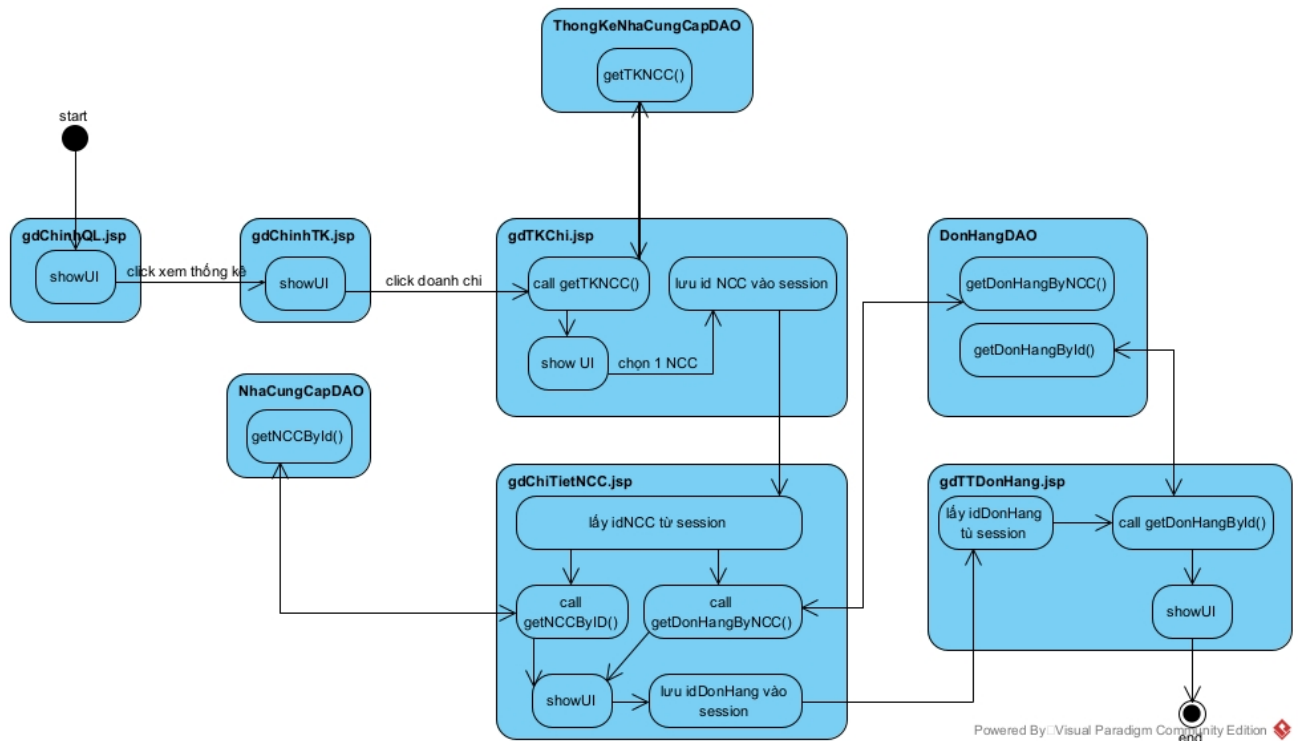 ThongKeNhaCungCapDAO
getTKNCC()
start
gdChinhQL.jsp
showUI
click xem thống kê
gdChinhTK.jsp
showUI
click doanh chi
gdTKChi.jsp
call getTKNCC()
lưu id NCC vào session
show UI
chọn 1 NCC
DonHangDAO
getDonHangByNCC()
getDonHangById()
NhaCungCapDAO
getNCCById()
gdChiTietNCC.jsp
lấy idNCC từ session
call
getNCCByID()
call
getDonHangByNCC()
showUI
lưu idDonHang vào
session
gdTTDonHang.jsp
lấy idDonHang
từ session
call getDonHangById()
showUI
end
Powered By Visual Paradigm Community Edition